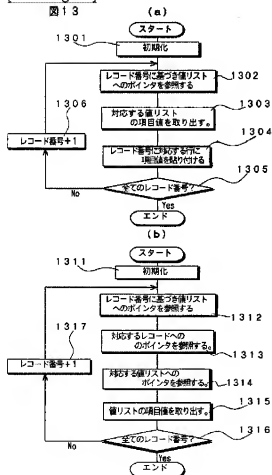 図13
(a)
スタート
1301
初期化
レコード番号に基づき値リスト
へのポインタを参照する
1302
1303
対応する値リスト
の項目値を取り出す。
1304
レコード番号に対応する行に
項目値を貼り付ける
1305
1306
レコード番号+1
全てのレコード番号?
No
Yes
エンド
(b)
スタート
1311
初期化
レコード番号に基づき値リスト
へのポインタを参照する
1312
対応するレコードへの
のポインタを参照する。
1313
対応する値リストへの
ポインタを参照する。
1314
1315
値リストの項目値を取り出す。
1316
1317
レコード番号+1
全てのレコード番号?
No
Yes
エンド